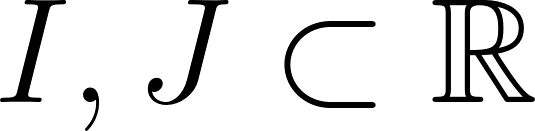 I, J ⊂ ℝ